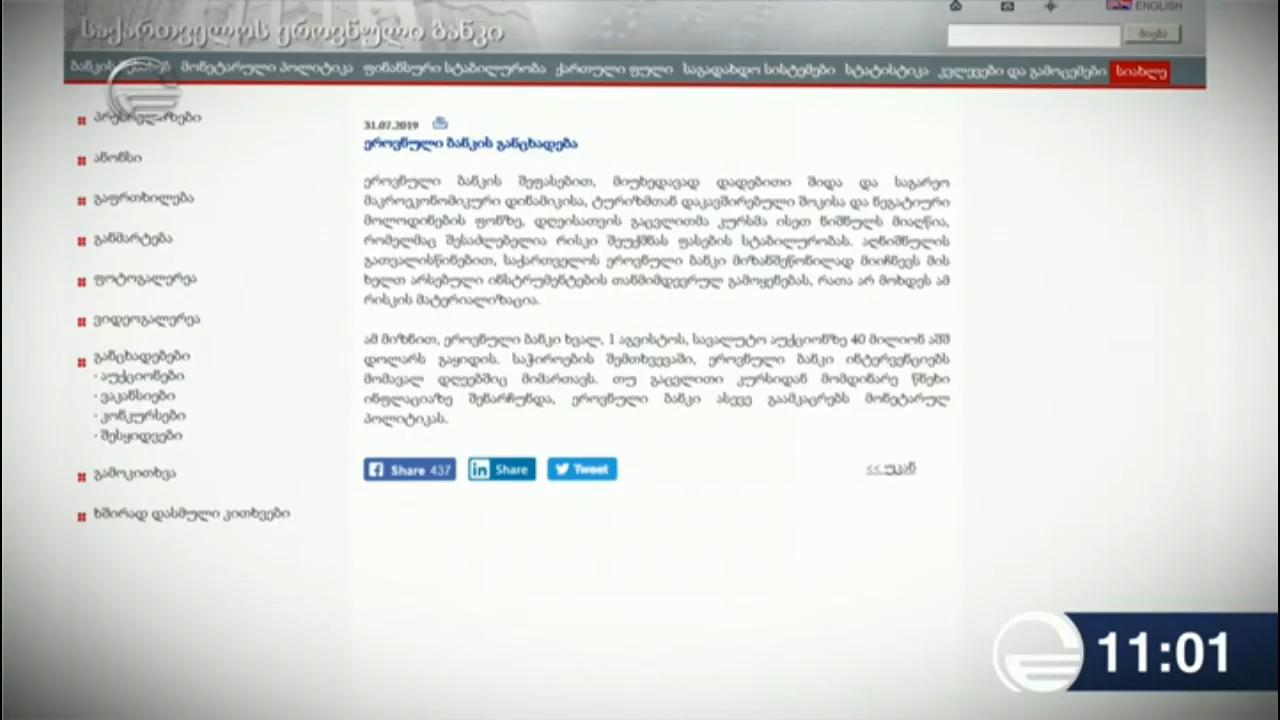 ENGLISH
საქართველოს ეროვნული ბანკი
ძიება
ბანკის შესახებ მონეტარული პოლიტიკა ფინანსური სტაბილურობა ქართული ფული საგადახდო სისტემები სტატისტიკა კვლევები და გამოცემები სიახლე
პრესრელიზები
ანონსი
გაფრთხილება
განმარტება
ფოტოგალერეა
ვიდეოგალერეა
განცხადებები
· აუქციონები
· ვაკანსიები
· კონკურსები
· შესყიდვები
გამოკითხვა
ხშირად დასმული კითხვები
31.07.2019
ეროვნული ბანკის განცხადება
ეროვნული ბანკის შეფასებით, მიუხედავად დადებითი შიდა და საგარეო
მაკროეკონომიკური დინამიკისა, ტურიზმთან დაკავშირებული შოკისა და ნეგატიური
მოლოდინების ფონზე, დღეისათვის გაცვლითმა კურსმა ისეთ ნიშნულს მიაღწია,
რომელმაც შესაძლებელია რისკი შეუქმნას ფასების სტაბილურობას. აღნიშნულის
გათვალისწინებით, საქართველოს ეროვნული ბანკი მიზანშეწონილად მიიჩნევს მის
ხელთ არსებული ინსტრუმენტების თანმიმდევრულ გამოყენებას, რათა არ მოხდეს ამ
რისკის მატერიალიზაცია.
ამ მიზნით, ეროვნული ბანკი ხვალ, 1 აგვისტოს, სავალუტო აუქციონზე 40 მილიონ აშშ
დოლარს გაყიდის. საჭიროების შემთხვევაში, ეროვნული ბანკი ინტერვენციებს
მომავალ დღეებშიც მიმართავს. თუ გაცვლითი კურსიდან მომდინარე წნეხი
ინფლაციაზე შენარჩუნდა, ეროვნული ბანკი ასევე გაამკაცრებს მონეტარულ
პოლიტიკას.
Share 437 in Share Tweet
<< უკან
11:01